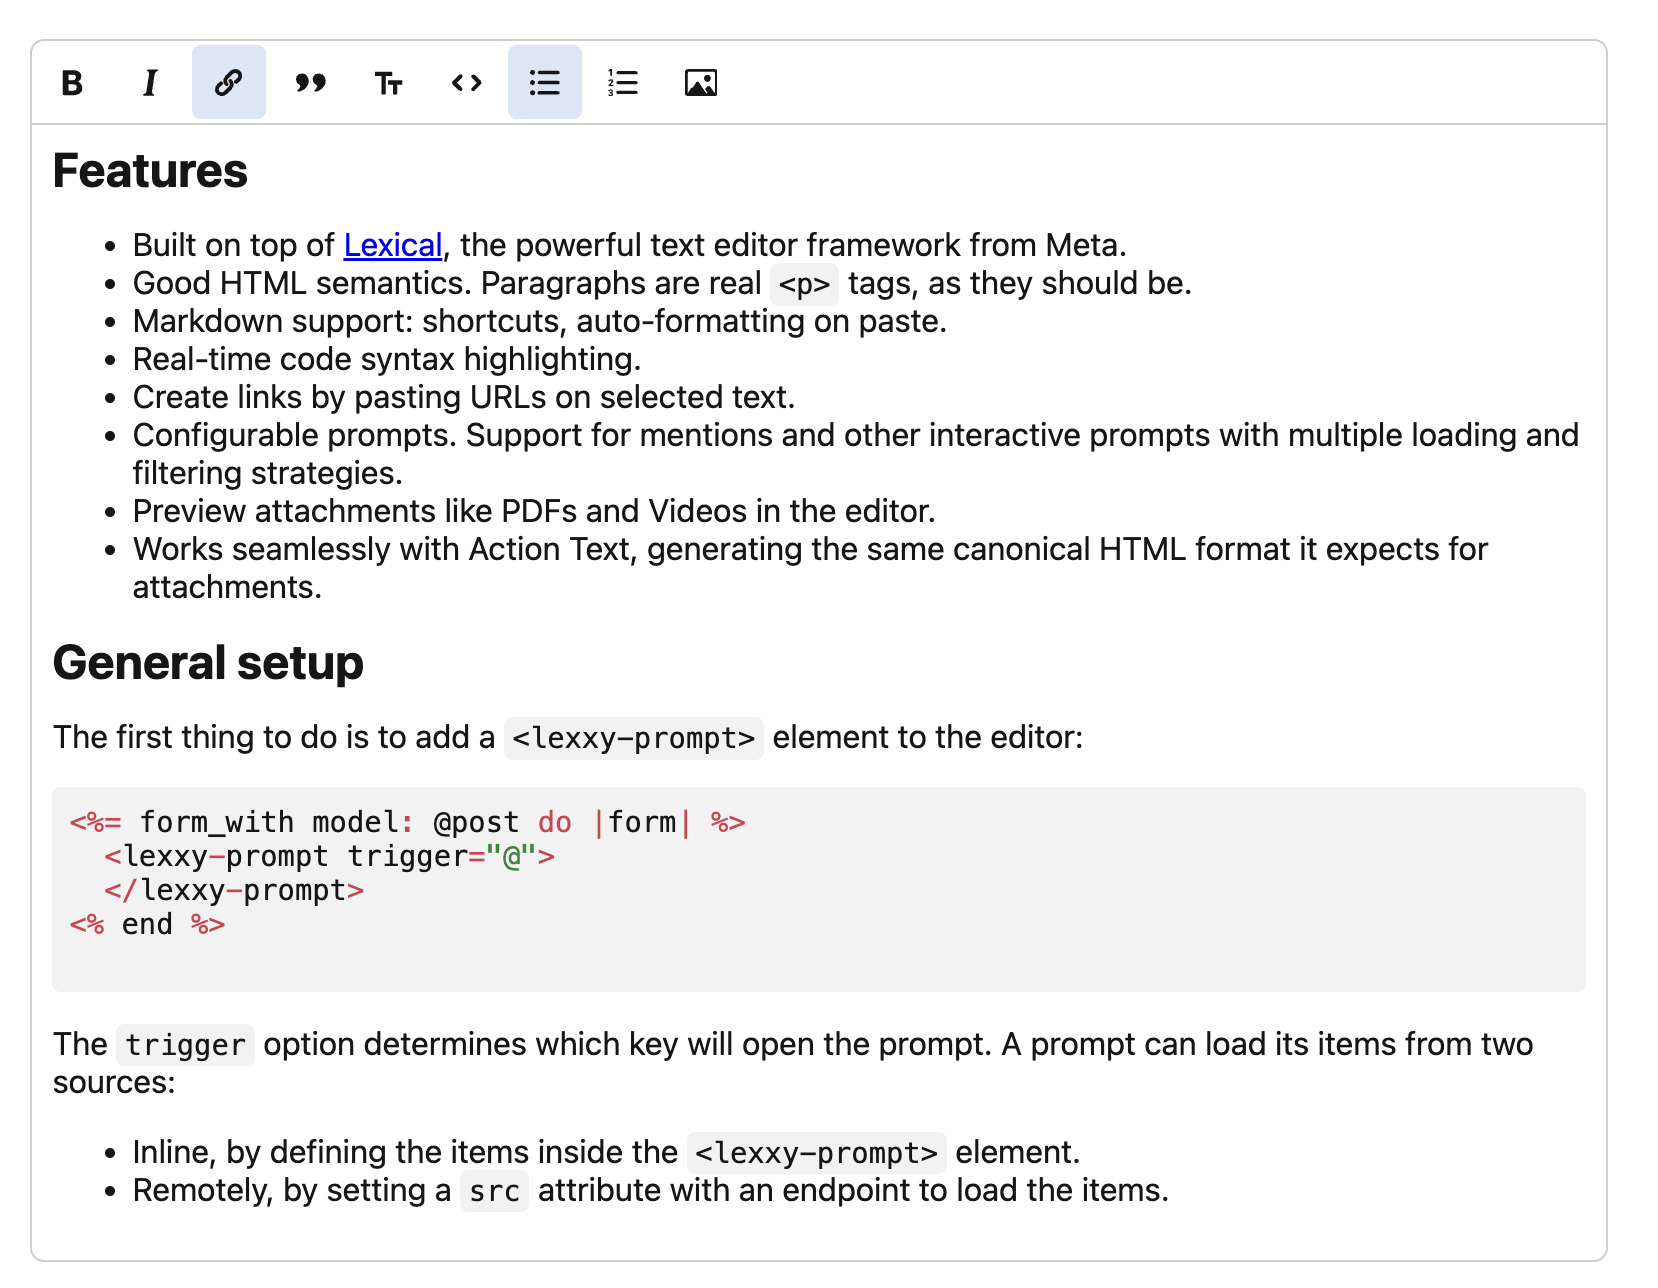 B I Tт <>
Features
• Built on top of Lexical, the powerful text editor framework from Meta.
• Good HTML semantics. Paragraphs are real <p> tags, as they should be.
• Markdown support: shortcuts, auto-formatting on paste.
• Real-time code syntax highlighting.
• Create links by pasting URLs on selected text.
• Configurable prompts. Support for mentions and other interactive prompts with multiple loading and
filtering strategies.
• Preview attachments like PDFs and Videos in the editor.
• Works seamlessly with Action Text, generating the same canonical HTML format it expects for
attachments.
General setup
The first thing to do is to add a <lexxy-prompt> element to the editor:
<%= form_with model: @post do |form| %>
  <lexxy-prompt trigger="@">
  </lexxy-prompt>
<% end %>
The trigger option determines which key will open the prompt. A prompt can load its items from two
sources:
• Inline, by defining the items inside the <lexxy-prompt> element.
• Remotely, by setting a src attribute with an endpoint to load the items.